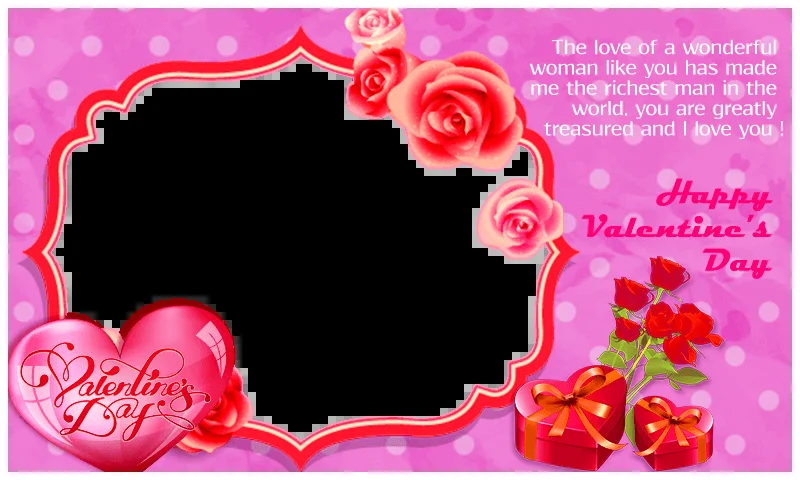 The love of a wonderful
woman like you has made
me the richest man in the
world. you are greatly
treasured and I love you !
Happy
Valentine's
Day
Valentine's
Day